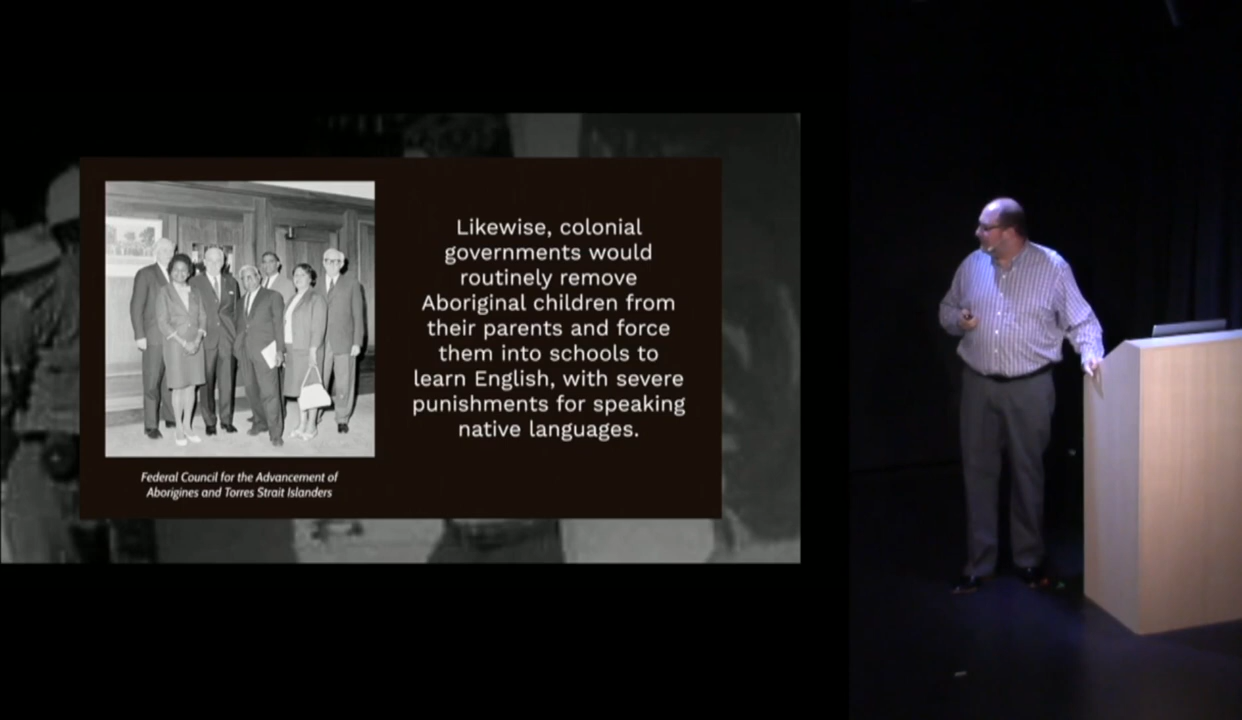 Likewise, colonial
governments would
routinely remove
Aboriginal children from
their parents and force
them into schools to
learn English, with severe
punishments for speaking
native languages.
Federal Council for the Advancement of
Aborigines and Torres Strait Islanders